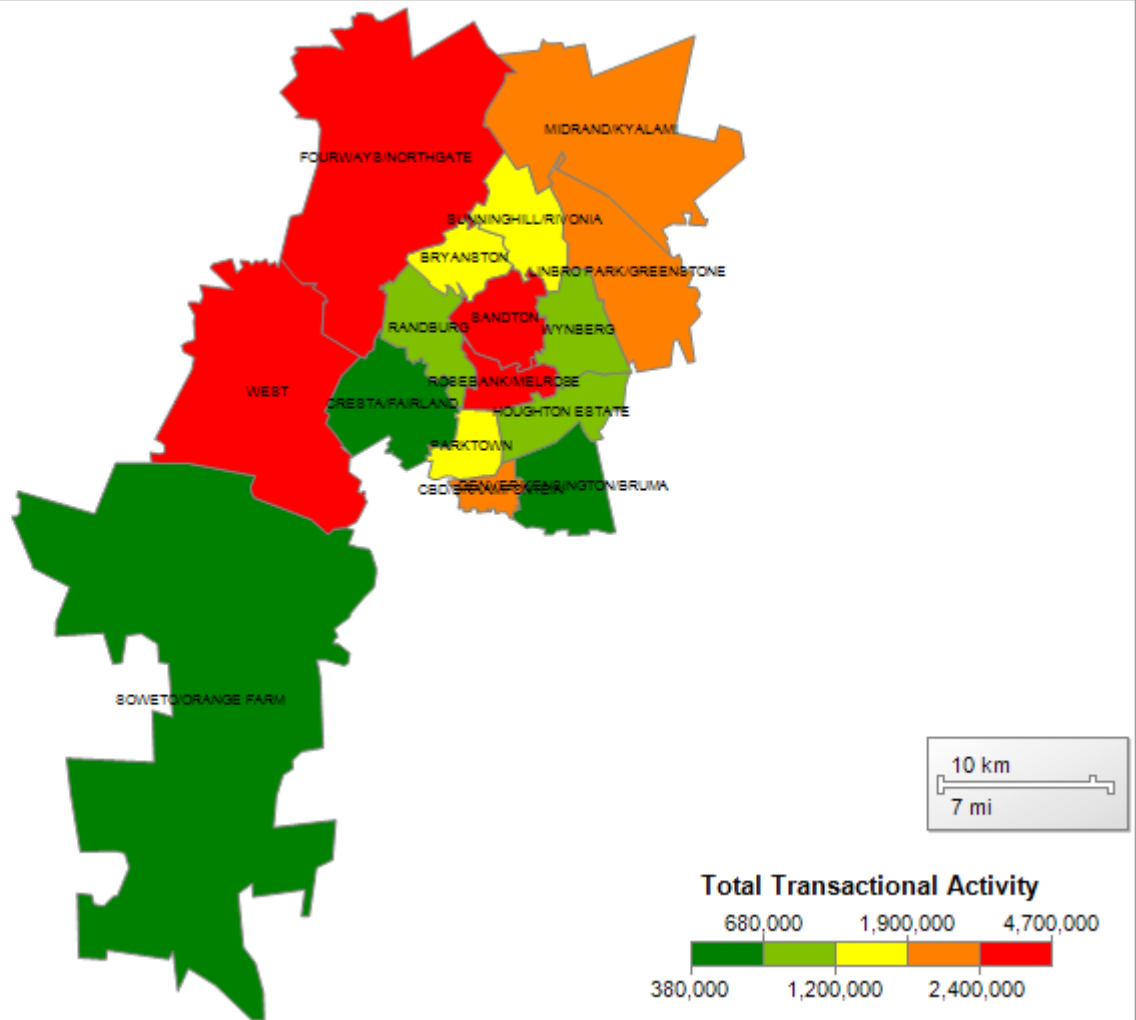 MIDRAND/KYALAMI
FOURWAYS/NORTHGATE
SUNNINGHILL/RIVONIA
BRYANSTON
LINBRO PARK/GREENSTONE
SANDTON
RANDBURG
WYNBERG
ROSEBANK/MELROSE
WEST
CRESTA/FAIRLAND
HOUGHTON ESTATE
PARKTOWN
KENSINGTON/BRUMA
SOWETO/ORANGE FARM
10 km
7 mi
Total Transactional Activity
680,000 1,900,000 4,700,000
380,000 1,200,000 2,400,000